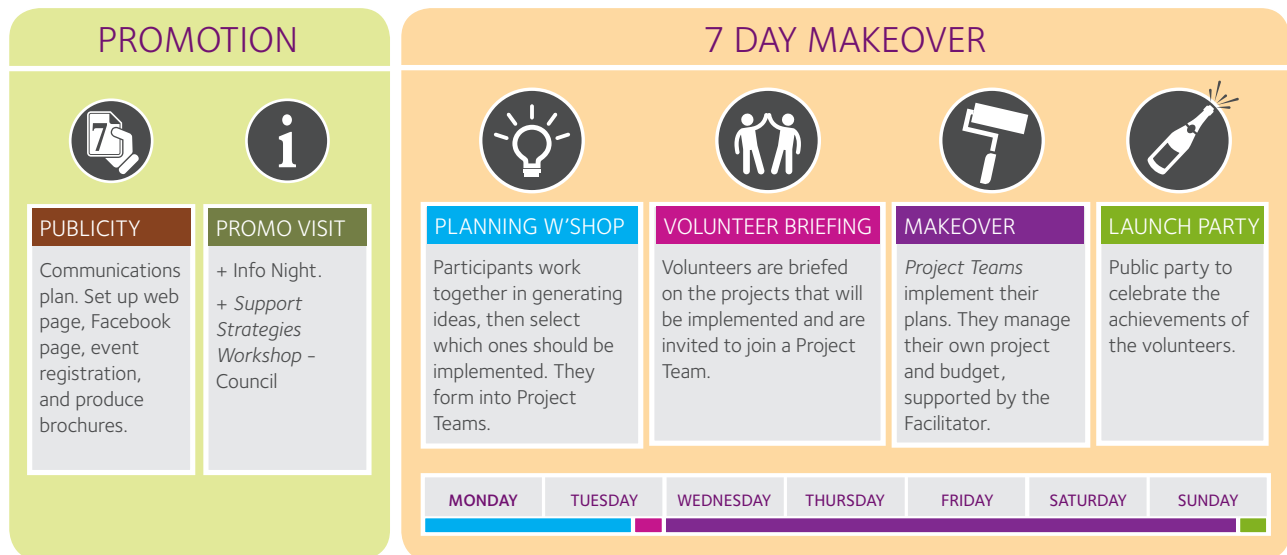 PROMOTION
7
PUBLICITY
Communications
plan. Set up web
page, Facebook
page, event
registration,
and produce
brochures.
i
PROMO VISIT
+ Info Night.
+ Support
Strategies
Workshop –
Council
7 DAY MAKEOVER
PLANNING W'SHOP
Participants work
together in generating
ideas, then select
which ones should be
implemented. They
form into Project
Teams.
VOLUNTEER BRIEFING
Volunteers are briefed
on the projects that will
be implemented and are
invited to join a Project
Team.
MAKEOVER
Project Teams
implement their
plans. They manage
their own project
and budget,
supported by the
Facilitator.
LAUNCH PARTY
Public party to
celebrate the
achievements of
the volunteers.
MONDAY TUESDAY WEDNESDAY THURSDAY FRIDAY SATURDAY SUNDAY